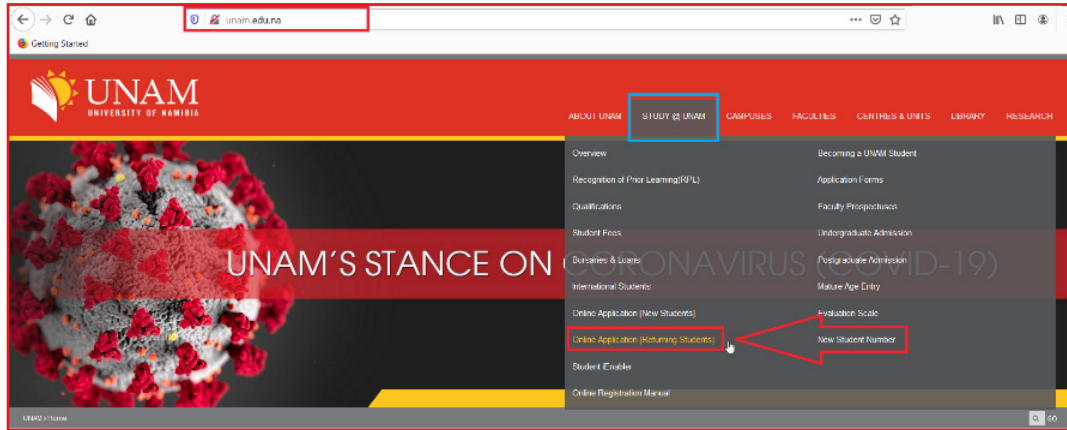 unam.edu.na
Getting Started
UNAM
UNIVERSITY OF NAMIBIA
ABOUT UNAM STUDY @ UNAM CAMPUSES FACULTIES CENTRES & UNITS LIBRARY RESEARCH
Overview
Recognition of Prior Learning(RPL)
Qualifications
Student Fees
Bursaries & Loans
International Students
Online Application (New Students)
Online Application (Returning Students)
Student iEnabler
Online Registration Manual
Becoming a UNAM Student
Application Forms
Faculty Prospectuses
Undergraduate Admission
Postgraduate Admission
Mature Age Entry
Evaluation Scale
New Student Number
UNAM'S STANCE ON CORONAVIRUS (COVID-19)
UNAM > Home
GO